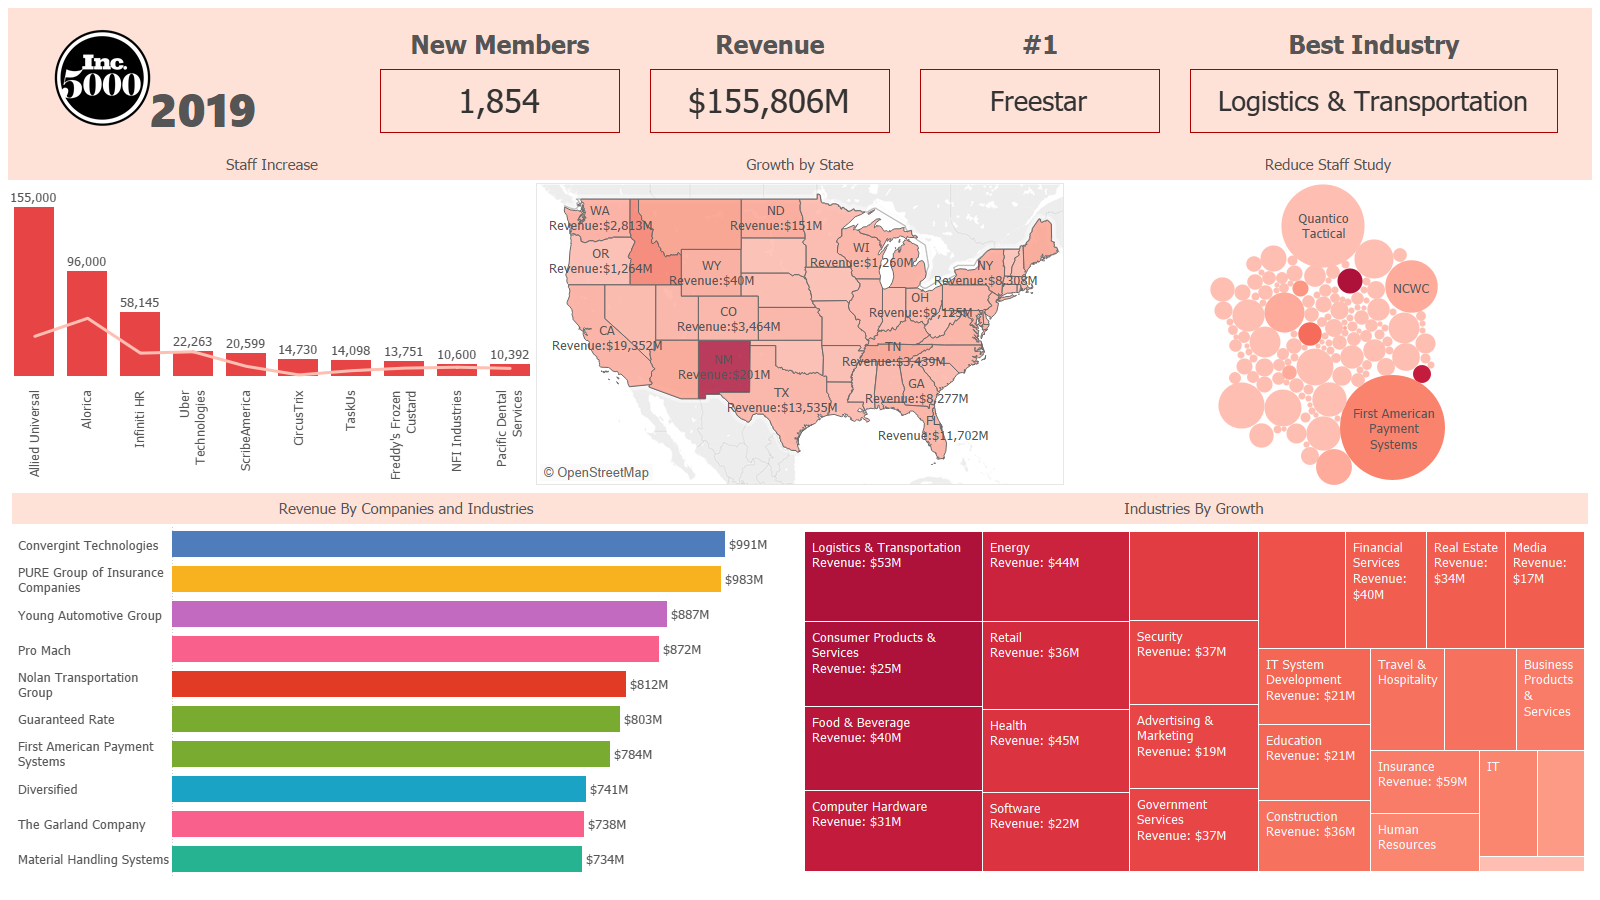 Inc.
5000
2019
New Members
1,854
Revenue
$155,806M
#1
Freestar
Best Industry
Logistics & Transportation
Staff Increase
155,000
96,000
58,145
22,263
20,599
14,730
14,098
13,751
10,600
10,392
Allied Universal
Alorica
Infiniti HR
Uber
Technologies
ScribeAmerica
CircusTrix
TaskUs
Freddy's Frozen
Custard
NFI Industries
Pacific Dental
Services
Growth by State
WA
Revenue:$2,813M
ND
Revenue:$151M
OR
Revenue:$1,264M
WI
Revenue:$1,260M
WY
Revenue:$40M
NY
Revenue:$8,308M
CO
Revenue:$3,464M
OH
Revenue:$9,125M
CA
Revenue:$19,352M
NM
Revenue:$201M
TN
Revenue:$3,439M
TX
Revenue:$13,535M
GA
Revenue:$8,277M
FL
Revenue:$11,702M
© OpenStreetMap
Reduce Staff Study
Quantico
Tactical
NCWC
First American
Payment
Systems
Revenue By Companies and Industries
Convergint Technologies
$991M
PURE Group of Insurance
Companies
$983M
Young Automotive Group
$887M
Pro Mach
$872M
Nolan Transportation
Group
$812M
Guaranteed Rate
$803M
First American Payment
Systems
$784M
Diversified
$741M
The Garland Company
$738M
Material Handling Systems
$734M
Industries By Growth
Logistics & Transportation
Revenue: $53M
Consumer Products &
Services
Revenue: $25M
Food & Beverage
Revenue: $40M
Computer Hardware
Revenue: $31M
Energy
Revenue: $44M
Retail
Revenue: $36M
Health
Revenue: $45M
Software
Revenue: $22M
Security
Revenue: $37M
Advertising &
Marketing
Revenue: $19M
Government
Services
Revenue: $37M
Financial
Services
Revenue:
$40M
Real Estate
Revenue:
$34M
Media
Revenue:
$17M
IT System
Development
Revenue: $21M
Education
Revenue: $21M
Construction
Revenue: $36M
Travel &
Hospitality
Business
Products
&
Services
Insurance
Revenue: $59M
Human
Resources
IT